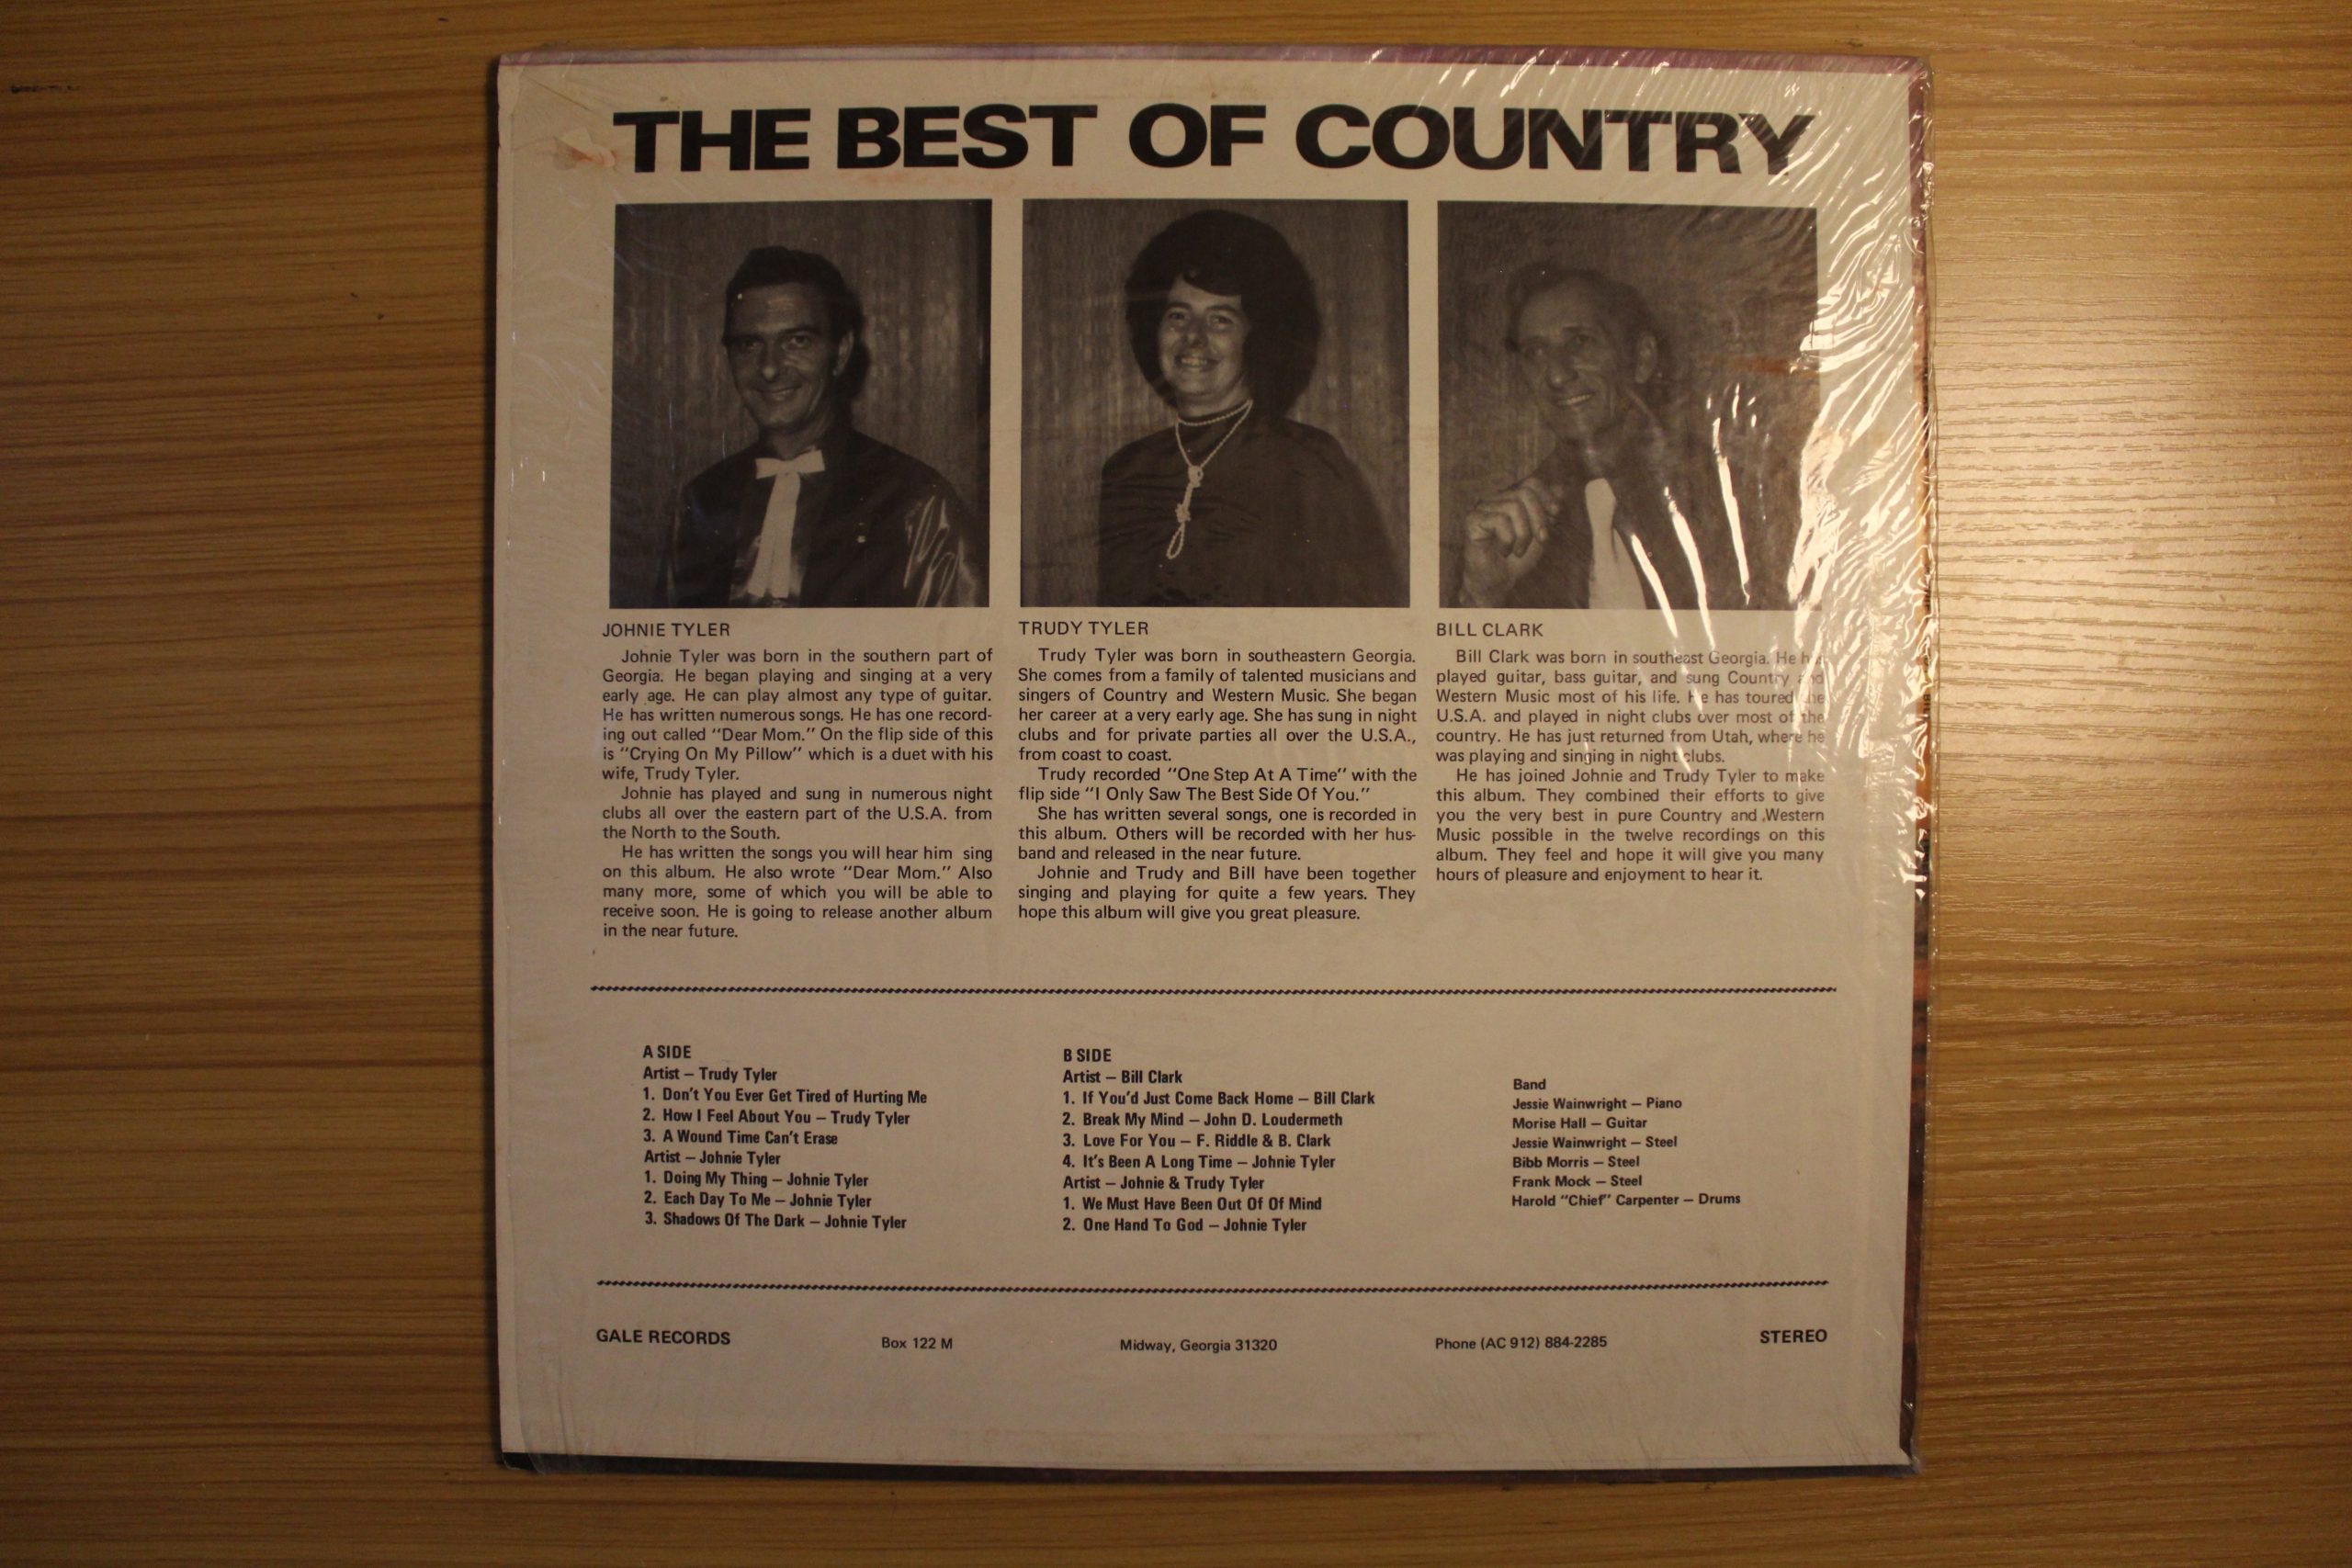 THE BEST OF COUNTRY
JOHNIE TYLER
Johnie Tyler was born in the southern part of
Georgia. He began playing and singing at a very
early age. He can play almost any type of guitar.
He has written numerous songs. He has one record-
ing out called "Dear Mom." On the flip side of this
is "Crying On My Pillow" which is a duet with his
wife, Trudy Tyler.
Johnie has played and sung in numerous night
clubs all over the eastern part of the U.S.A. from
the North to the South.
He has written the songs you will hear him sing
on this album. He also wrote "Dear Mom." Also
many more, some of which you will be able to
receive soon. He is going to release another album
in the near future.
TRUDY TYLER
Trudy Tyler was born in southeastern Georgia.
She comes from a family of talented musicians and
singers of Country and Western Music. She began
her career at a very early age. She has sung in night
clubs and for private parties all over the U.S.A.,
from coast to coast.
Trudy recorded "One Step At A Time" with the
flip side "I Only Saw The Best Side Of You."
She has written several songs, one is recorded in
this album. Others will be recorded with her hus-
band and released in the near future.
Johnie and Trudy and Bill have been together
singing and playing for quite a few years. They
hope this album will give you great pleasure.
BILL CLARK
Bill Clark was born in southeast Georgia. He
played guitar, bass guitar, and sung Country and
Western Music most of his life. He has toured the
U.S.A. and played in night clubs over most of the
country. He has just returned from Utah, where he
was playing and singing in night clubs.
He has joined Johnie and Trudy Tyler to make
this album. They combined their efforts to give
you the very best in pure Country and Western
Music possible in the twelve recordings on this
album. They feel and hope it will give you many
hours of pleasure and enjoyment to hear it.
A SIDE
Artist – Trudy Tyler
1. Don't You Ever Get Tired of Hurting Me
2. How I Feel About You – Trudy Tyler
3. A Wound Time Can't Erase
Artist – Johnie Tyler
1. Doing My Thing – Johnie Tyler
2. Each Day To Me – Johnie Tyler
3. Shadows Of The Dark – Johnie Tyler
B SIDE
Artist – Bill Clark
1. If You'd Just Come Back Home – Bill Clark
2. Break My Mind – John D. Loudermeth
3. Love For You – F. Riddle & B. Clark
4. It's Been A Long Time – Johnie Tyler
Artist – Johnie & Trudy Tyler
1. We Must Have Been Out Of Of Mind
2. One Hand To God – Johnie Tyler
Band
Jessie Wainwright – Piano
Morise Hall – Guitar
Jessie Wainwright – Steel
Bibb Morris – Steel
Frank Mock – Steel
Harold "Chief" Carpenter – Drums
GALE RECORDS Box 122 M Midway, Georgia 31320 Phone (AC 912) 884-2285 STEREO